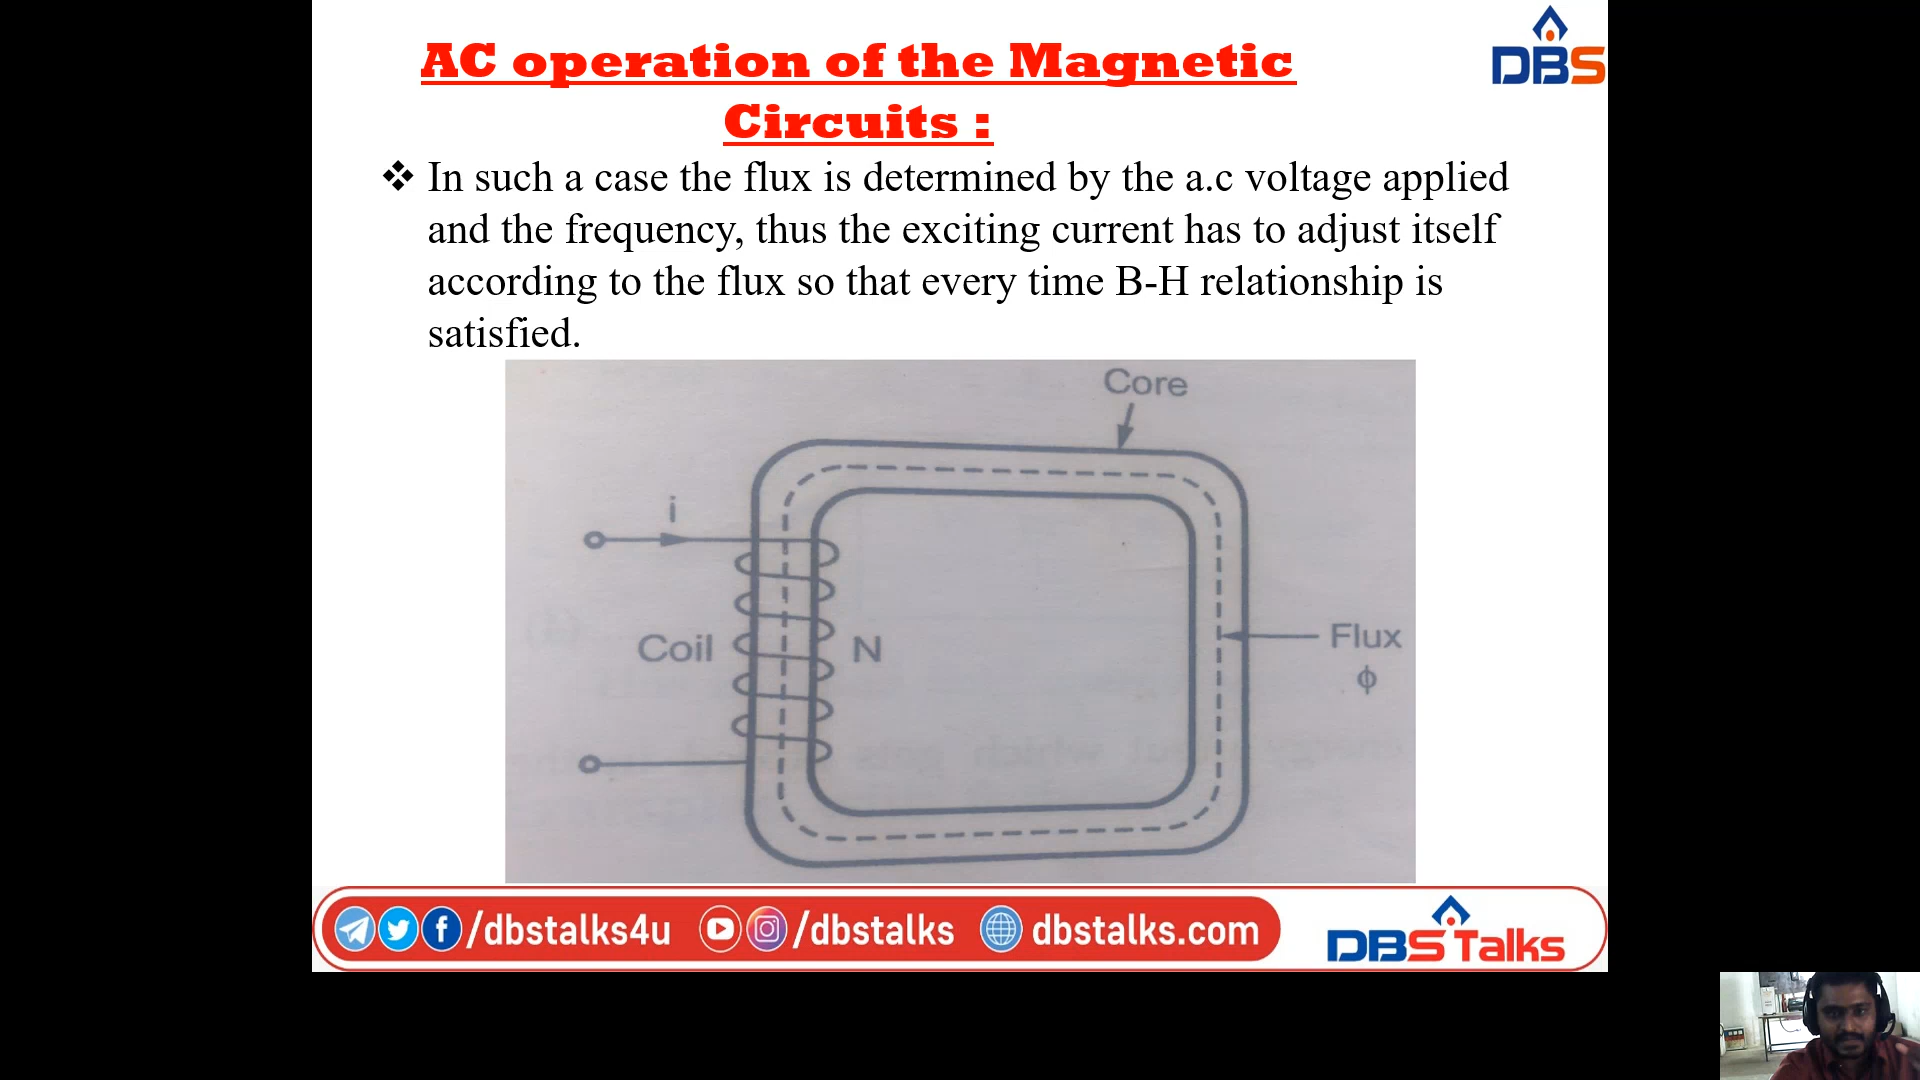 AC operation of the Magnetic
Circuits :
DBS
❖ In such a case the flux is determined by the a.c voltage applied
and the frequency, thus the exciting current has to adjust itself
according to the flux so that every time B-H relationship is
satisfied.
Core
i
Coil
N
Flux
ϕ
/dbstalks4u
/dbstalks
dbstalks.com
DBS Talks